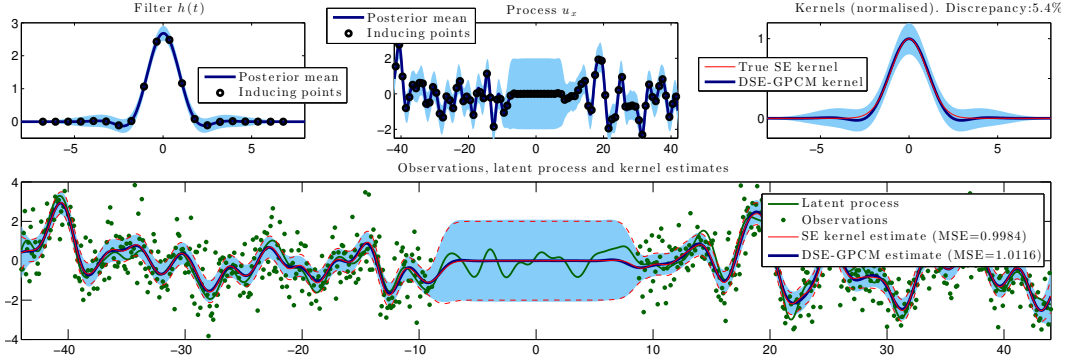 Filter h(t)
3
2
1
0
Posterior mean
Inducing points
−5
0
5
Process uₓ
2
0
−2
Posterior mean
Inducing points
−40
−20
0
20
40
Kernels (normalised). Discrepancy:5.4%
1
0
True SE kernel
DSE-GPCM kernel
−5
0
5
Observations, latent process and kernel estimates
4
2
0
−2
−4
Latent process
Observations
SE kernel estimate (MSE=0.9984)
DSE-GPCM estimate (MSE=1.0116)
−40
−30
−20
−10
0
10
20
30
40